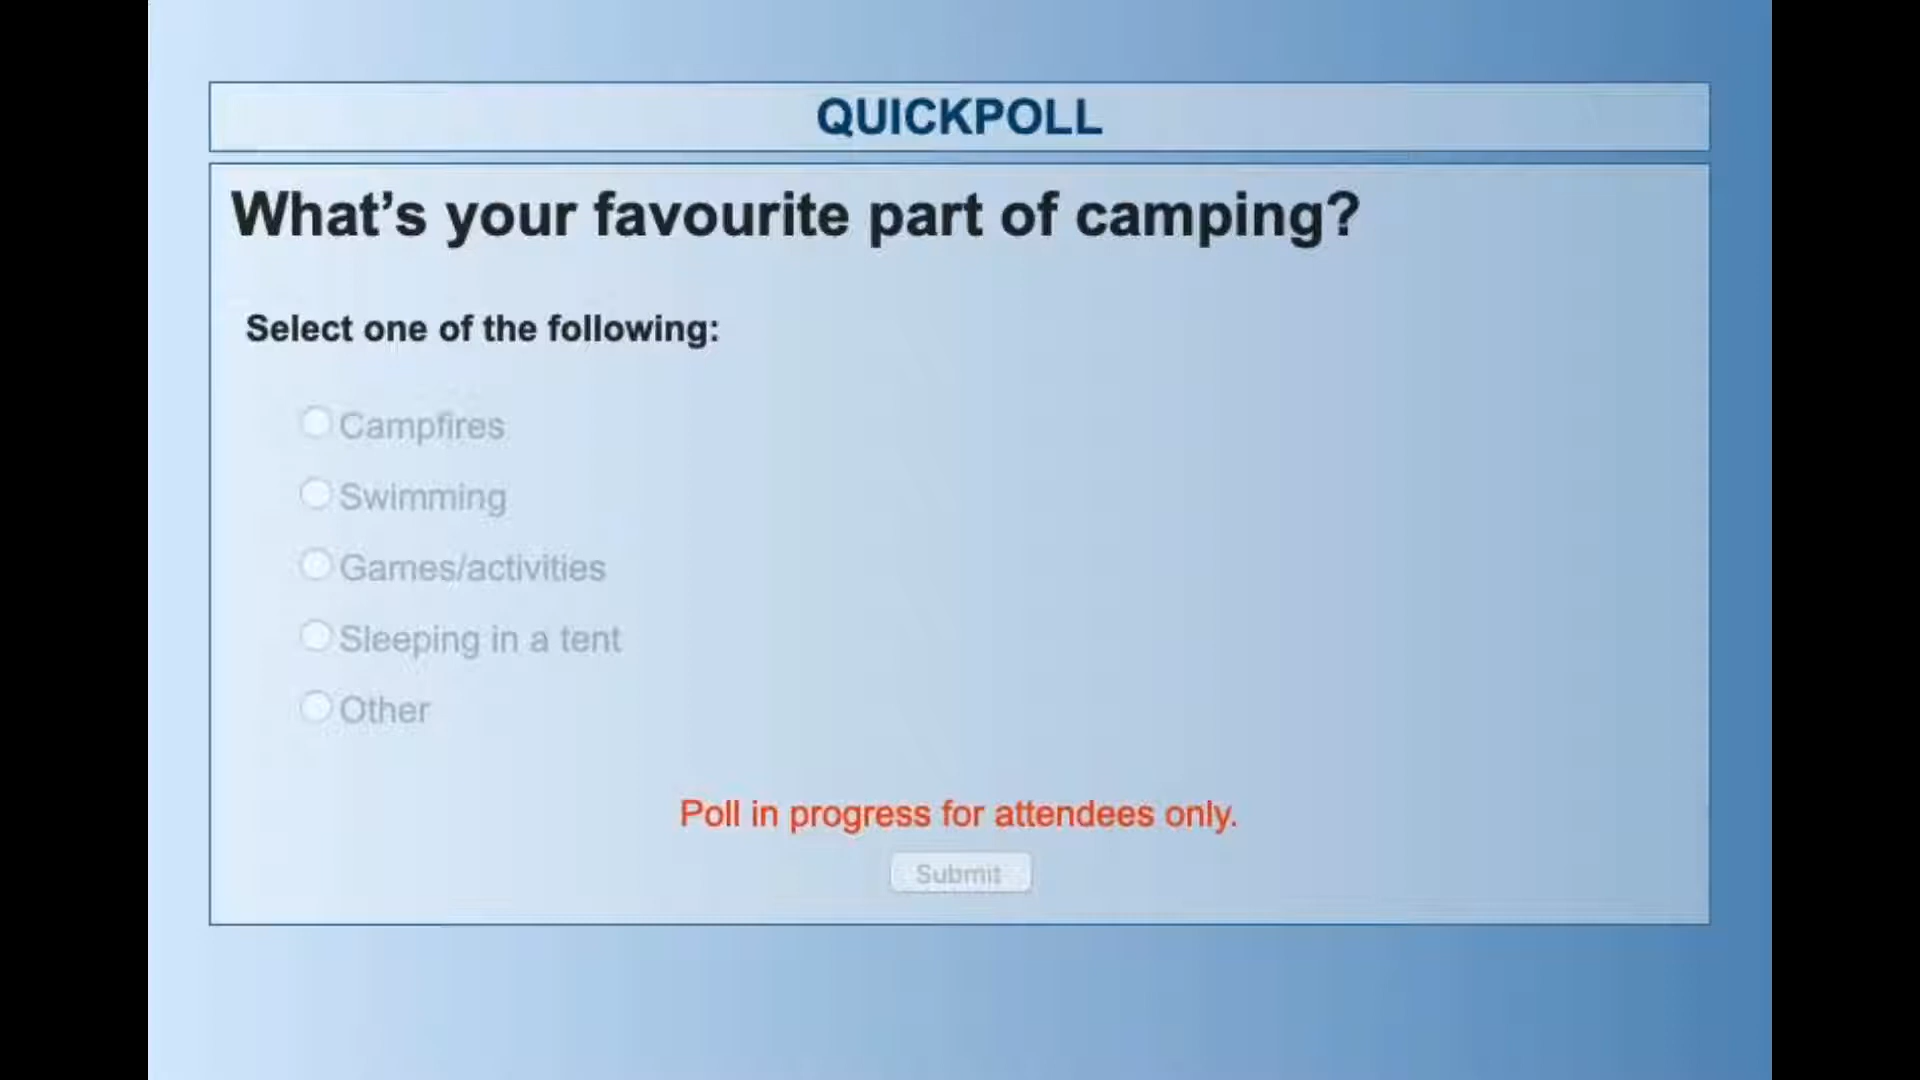 QUICKPOLL
What’s your favourite part of camping?
Select one of the following:
Campfires
Swimming
Games/activities
Sleeping in a tent
Other
Poll in progress for attendees only.
Submit